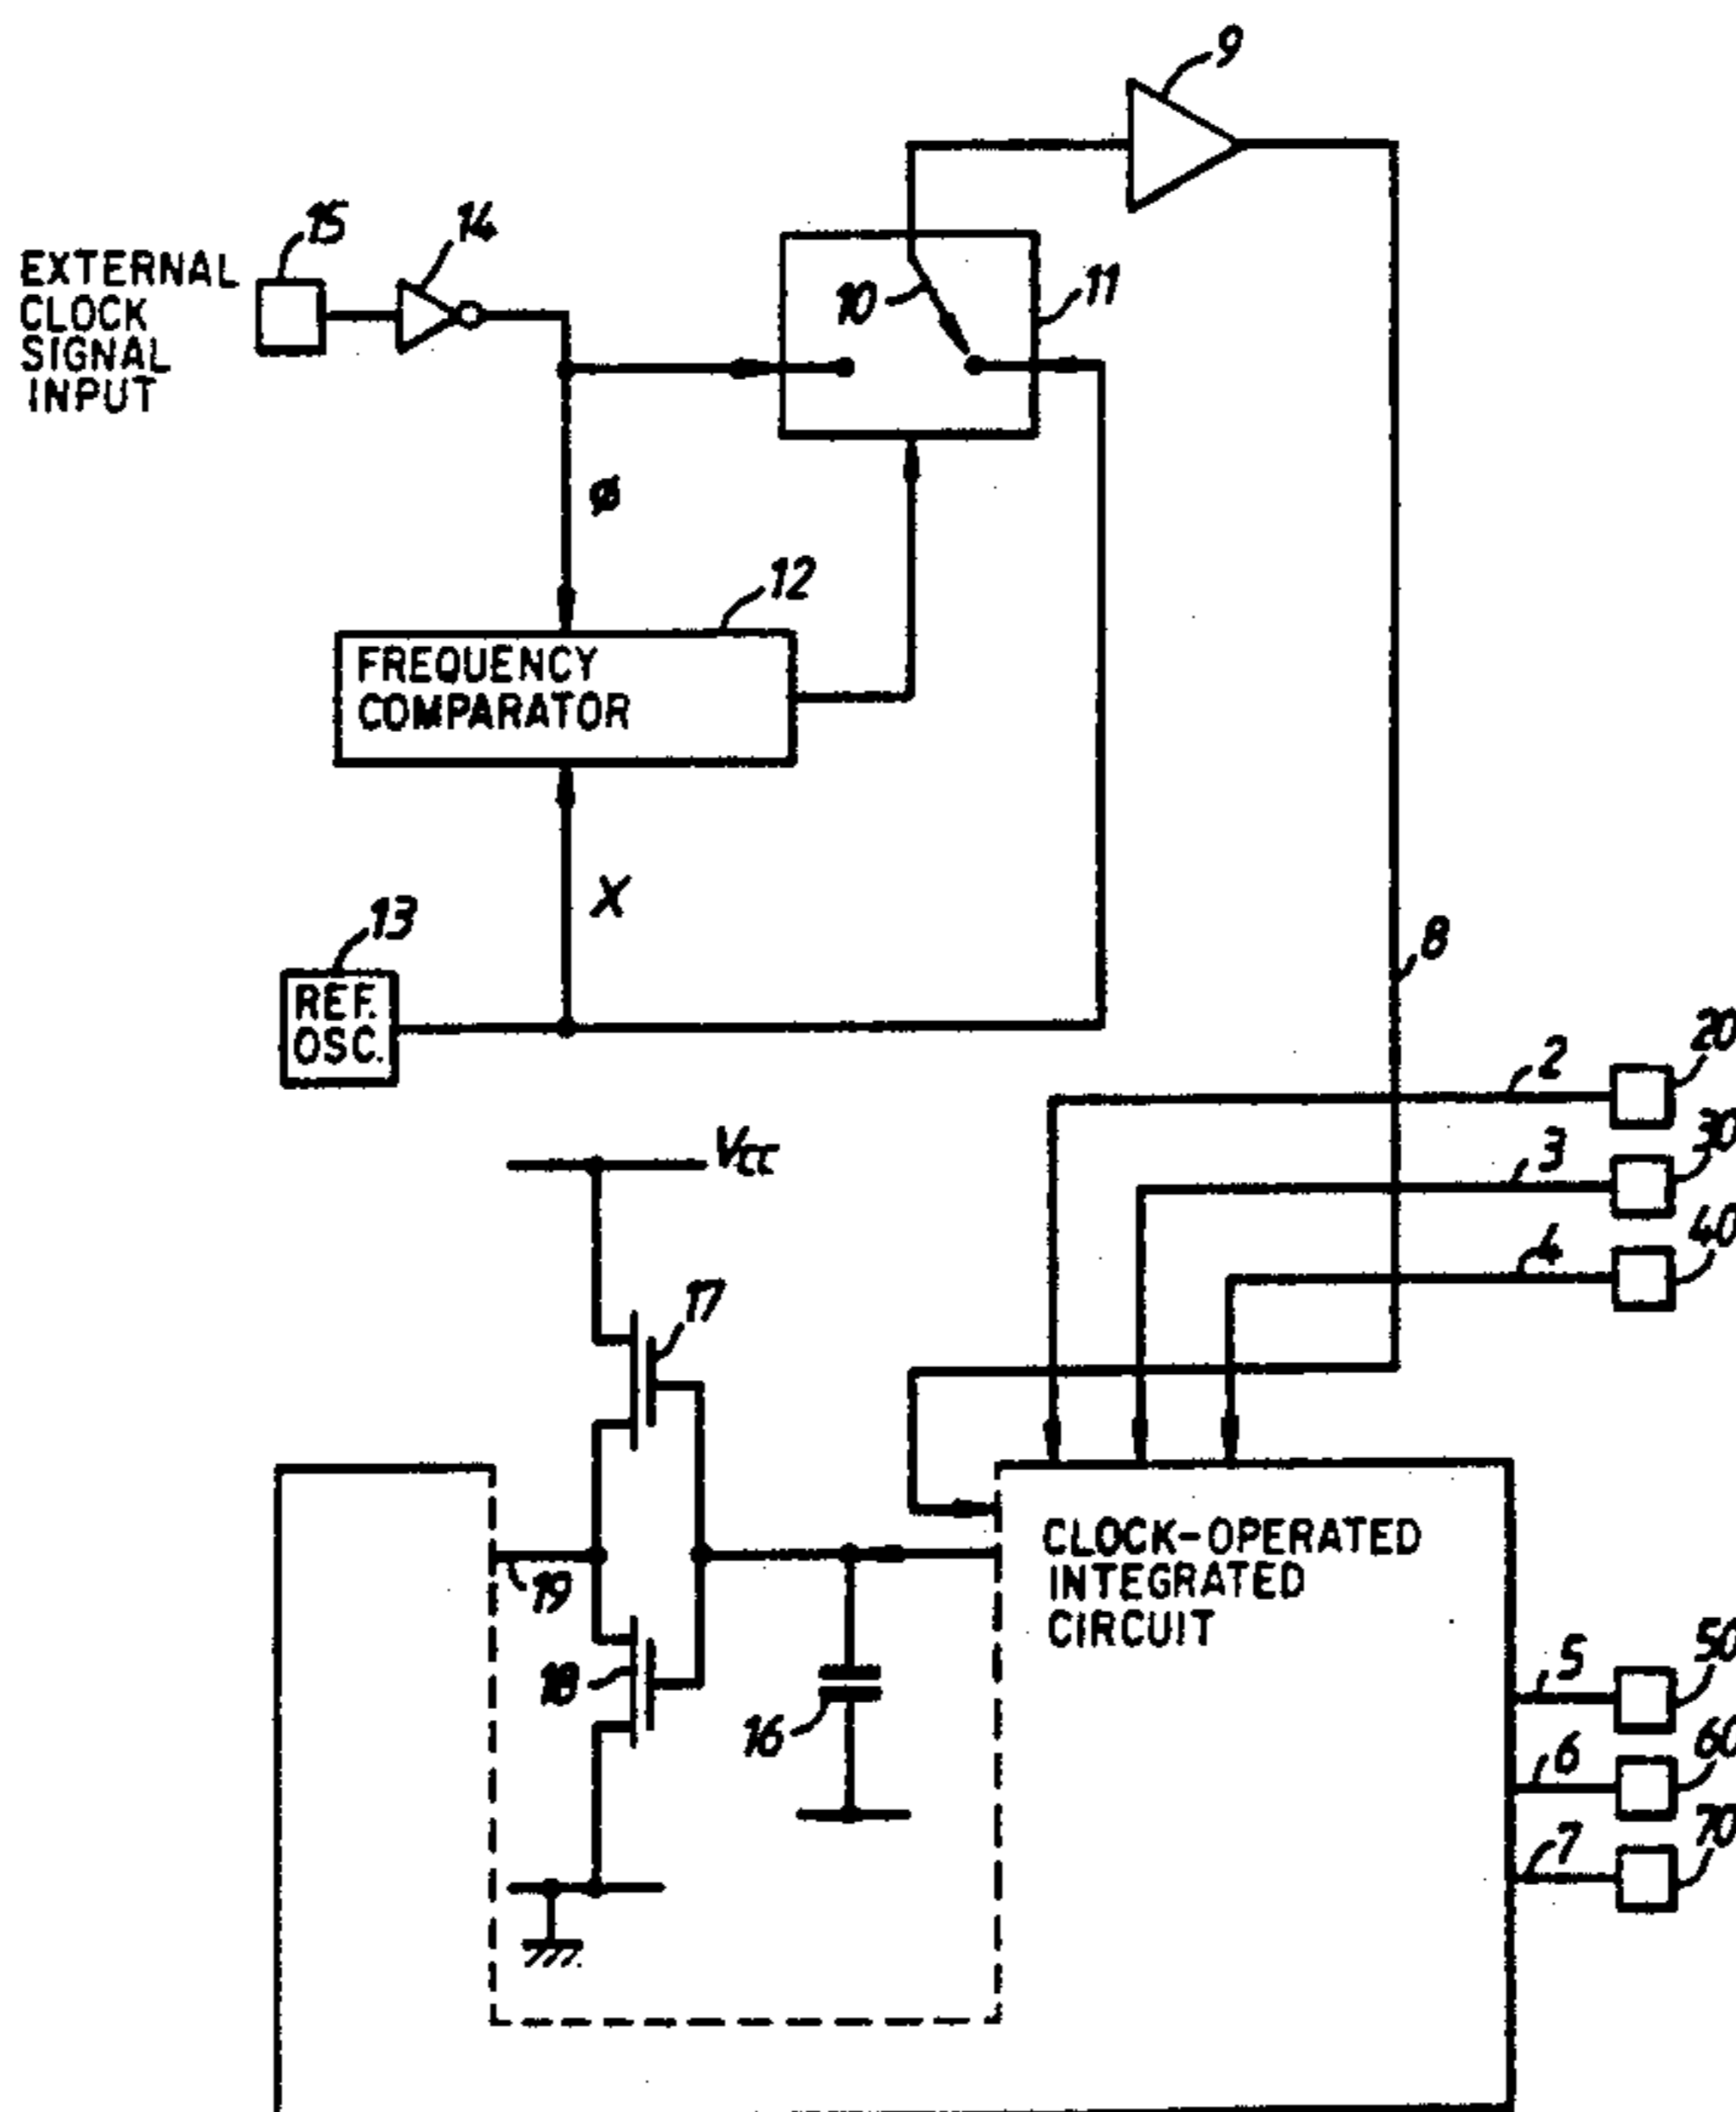 9
15
14
EXTERNAL
CLOCK
SIGNAL
INPUT
10
11
ø
12
FREQUENCY
COMPARATOR
X
13
REF.
OSC.
8
20
2
30
3
40
4
Vcc
17
CLOCK-OPERATED
INTEGRATED
CIRCUIT
19
18
16
50
5
60
6
70
7